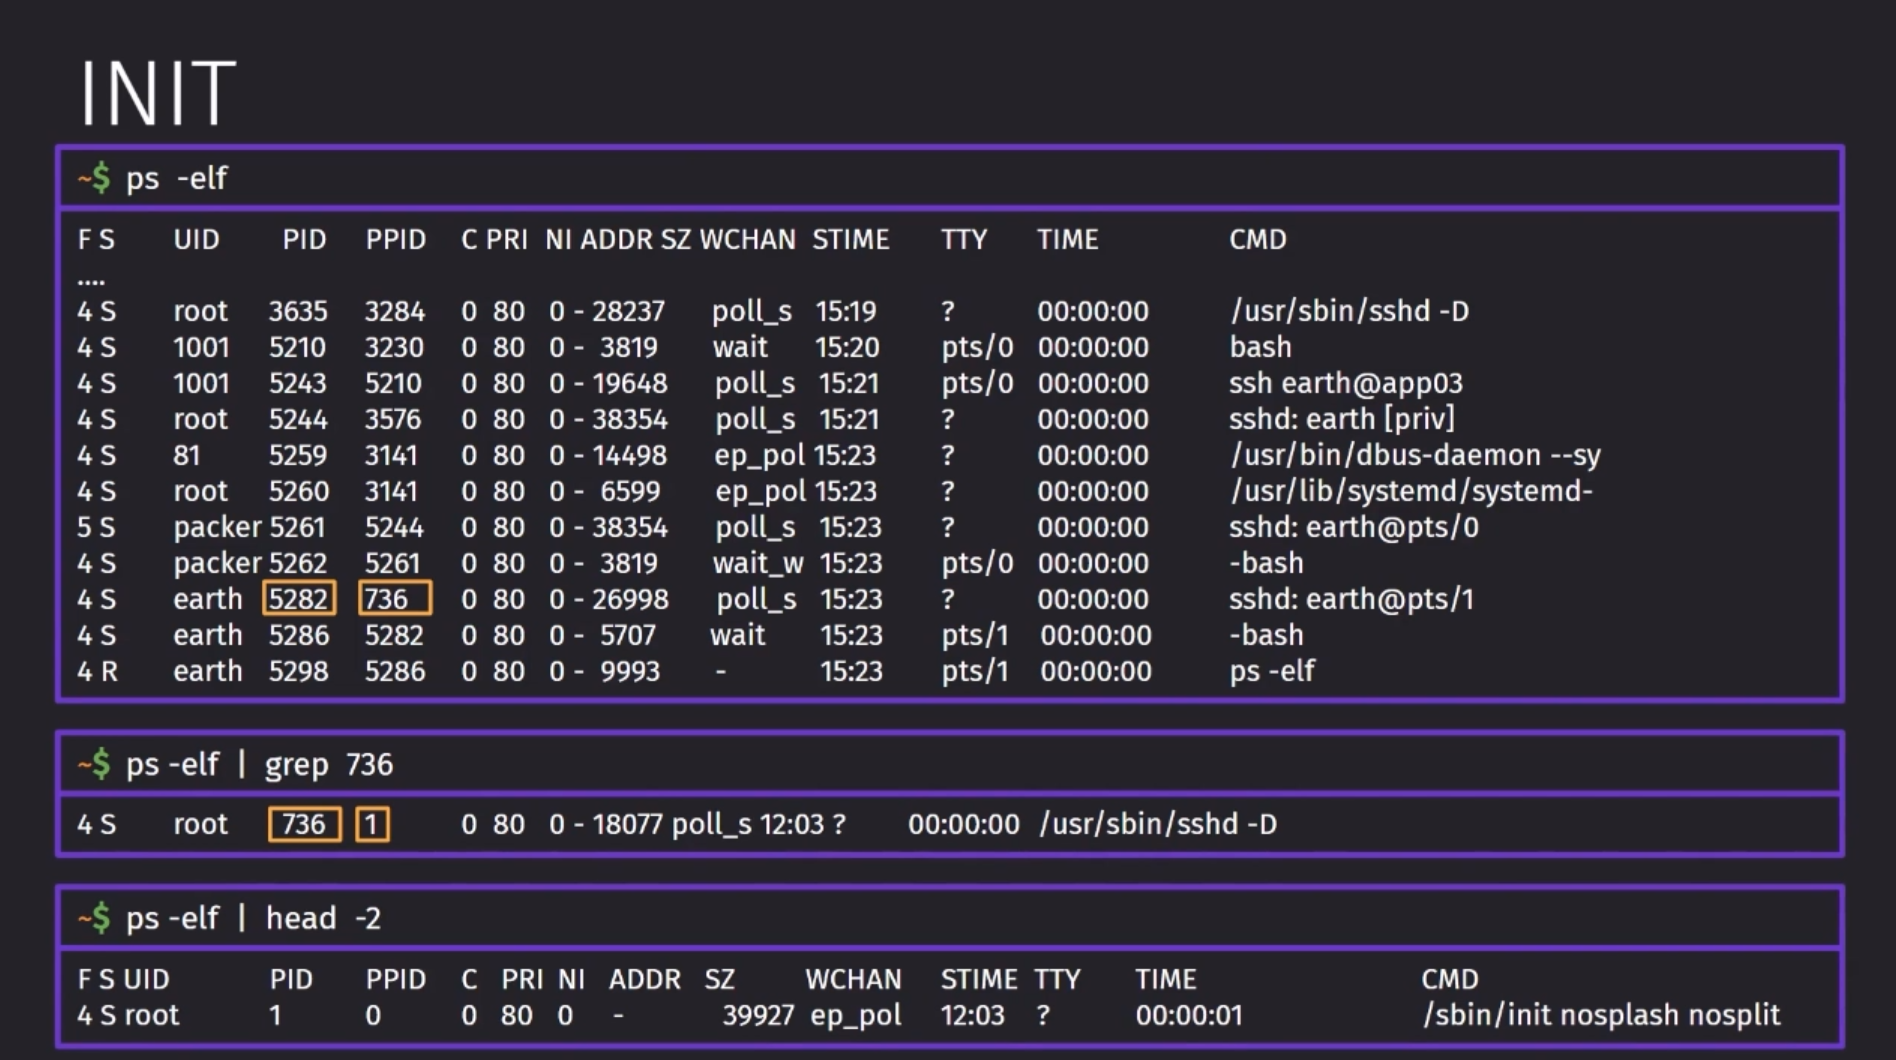 INIT
~$ ps -elf
F S UID PID PPID C PRI NI ADDR SZ WCHAN STIME TTY TIME CMD
....
4 S root 3635 3284 0 80 0 - 28237 poll_s 15:19 ? 00:00:00 /usr/sbin/sshd -D
4 S 1001 5210 3230 0 80 0 - 3819 wait 15:20 pts/0 00:00:00 bash
4 S 1001 5243 5210 0 80 0 - 19648 poll_s 15:21 pts/0 00:00:00 ssh earth@app03
4 S root 5244 3576 0 80 0 - 38354 poll_s 15:21 ? 00:00:00 sshd: earth [priv]
4 S 81 5259 3141 0 80 0 - 14498 ep_pol 15:23 ? 00:00:00 /usr/bin/dbus-daemon --sy
4 S root 5260 3141 0 80 0 - 6599 ep_pol 15:23 ? 00:00:00 /usr/lib/systemd/systemd-
5 S packer 5261 5244 0 80 0 - 38354 poll_s 15:23 ? 00:00:00 sshd: earth@pts/0
4 S packer 5262 5261 0 80 0 - 3819 wait_w 15:23 pts/0 00:00:00 -bash
4 S earth 5282 736 0 80 0 - 26998 poll_s 15:23 ? 00:00:00 sshd: earth@pts/1
4 S earth 5286 5282 0 80 0 - 5707 wait 15:23 pts/1 00:00:00 -bash
4 R earth 5298 5286 0 80 0 - 9993 - 15:23 pts/1 00:00:00 ps -elf
~$ ps -elf | grep 736
4 S root 736 1 0 80 0 - 18077 poll_s 12:03 ? 00:00:00 /usr/sbin/sshd -D
~$ ps -elf | head -2
F S UID PID PPID C PRI NI ADDR SZ WCHAN STIME TTY TIME CMD
4 S root 1 0 0 80 0 - 39927 ep_pol 12:03 ? 00:00:01 /sbin/init nosplash nosplit